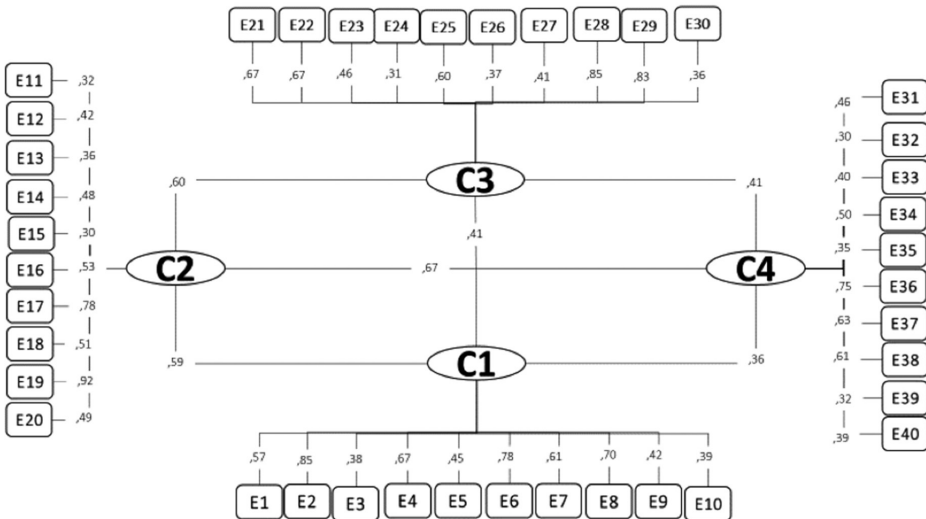 E21 E22 E23 E24 E25 E26 E27 E28 E29 E30
,67 ,67 ,46 ,31 ,60 ,37 ,41 ,85 ,83 ,36
E11 ,32
E12 ,42
E13 ,36
E14 ,48
E15 ,30
E16 ,53
E17 ,78
E18 ,51
E19 ,92
E20 ,49
,60 C3 ,41
,41
C2 ,67 C4
,59 C1 ,36
,46 E31
,30 E32
,40 E33
,50 E34
,35 E35
,75 E36
,63 E37
,61 E38
,32 E39
,39 E40
,57 ,85 ,38 ,67 ,45 ,78 ,61 ,70 ,42 ,39
E1 E2 E3 E4 E5 E6 E7 E8 E9 E10